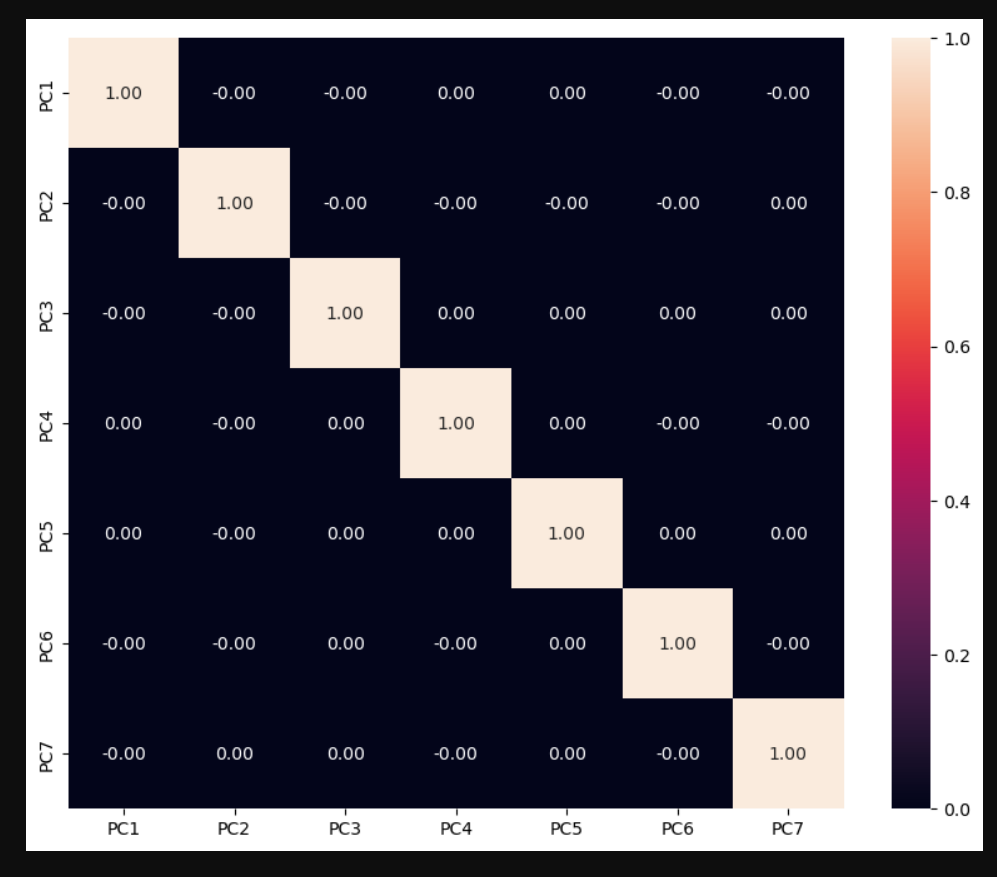 1.0
PC1 1.00 -0.00 -0.00 0.00 0.00 -0.00 -0.00
0.8
PC2 -0.00 1.00 -0.00 -0.00 -0.00 -0.00 0.00
PC3 -0.00 -0.00 1.00 0.00 0.00 0.00 0.00
0.6
PC4 0.00 -0.00 0.00 1.00 0.00 -0.00 -0.00
0.4
PC5 0.00 -0.00 0.00 0.00 1.00 0.00 0.00
PC6 -0.00 -0.00 0.00 -0.00 0.00 1.00 -0.00
0.2
PC7 -0.00 0.00 0.00 -0.00 0.00 -0.00 1.00
0.0
PC1 PC2 PC3 PC4 PC5 PC6 PC7